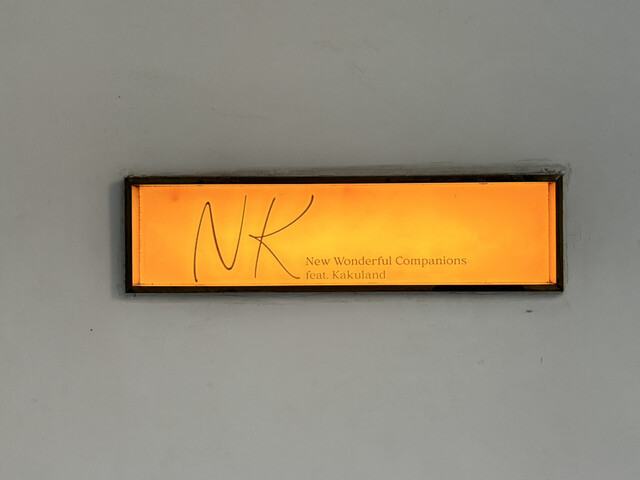 NK
New Wonderful Companions
feat. Kakuland